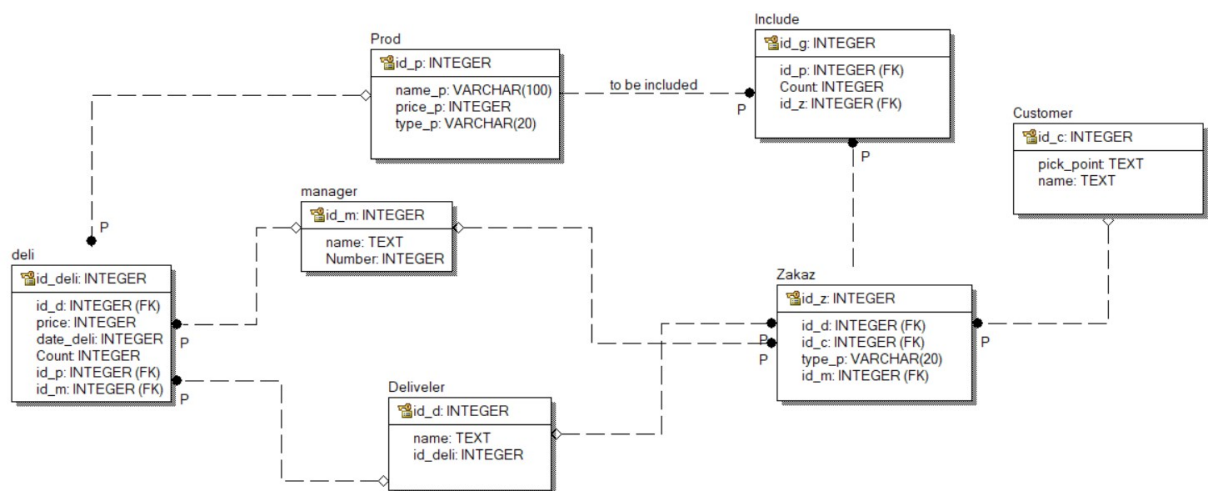 Prod
id_p: INTEGER
name_p: VARCHAR(100)
price_p: INTEGER
type_p: VARCHAR(20)
to be included
P
Include
id_g: INTEGER
id_p: INTEGER (FK)
Count: INTEGER
id_z: INTEGER (FK)
P
Customer
id_c: INTEGER
pick_point: TEXT
name: TEXT
manager
id_m: INTEGER
name: TEXT
Number: INTEGER
P
deli
id_deli: INTEGER
id_d: INTEGER (FK)
price: INTEGER
date_deli: INTEGER
Count: INTEGER
id_p: INTEGER (FK)
id_m: INTEGER (FK)
P
P
Zakaz
id_z: INTEGER
id_d: INTEGER (FK)
id_c: INTEGER (FK)
type_p: VARCHAR(20)
id_m: INTEGER (FK)
P
P
P
Deliveler
id_d: INTEGER
name: TEXT
id_deli: INTEGER